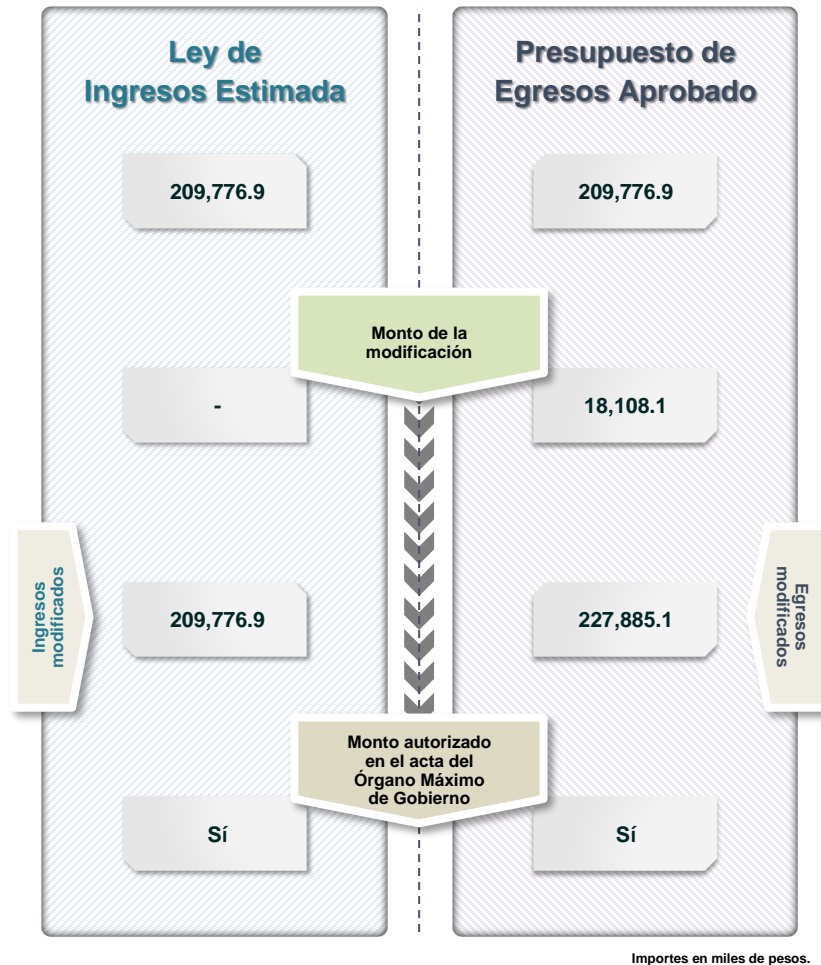 Ley de
Ingresos Estimada
Presupuesto de
Egresos Aprobado
209,776.9
209,776.9
Monto de la
modificación
-
18,108.1
Ingresos
modificados
209,776.9
227,885.1
Egresos
modificados
Monto autorizado
en el acta del
Órgano Máximo
de Gobierno
Sí
Sí
Importes en miles de pesos.